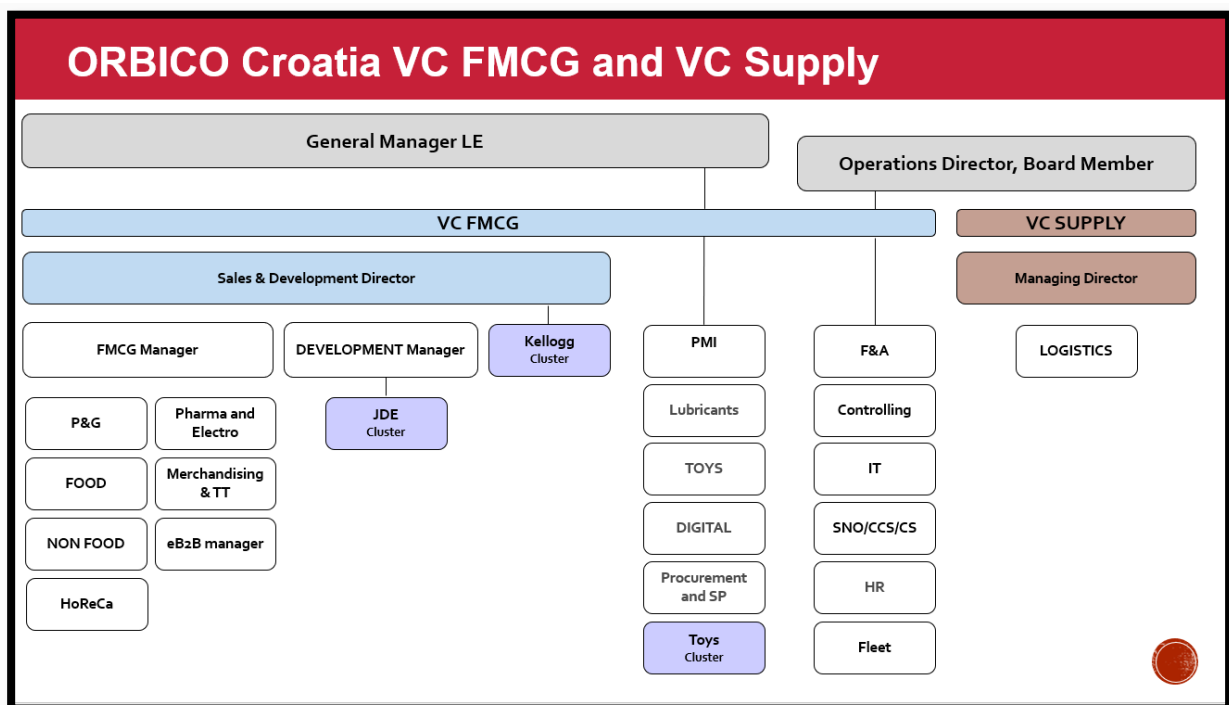 ORBICO Croatia VC FMCG and VC Supply
General Manager LE
Operations Director, Board Member
VC FMCG
VC SUPPLY
Sales & Development Director
Managing Director
FMCG Manager
DEVELOPMENT Manager
Kellogg
Cluster
PMI
F&A
LOGISTICS
P&G
Pharma and
Electro
JDE
Cluster
Lubricants
Controlling
FOOD
Merchandising
& TT
TOYS
IT
NON FOOD
eB2B manager
DIGITAL
SNO/CCS/CS
HoReCa
Procurement
and SP
HR
Toys
Cluster
Fleet